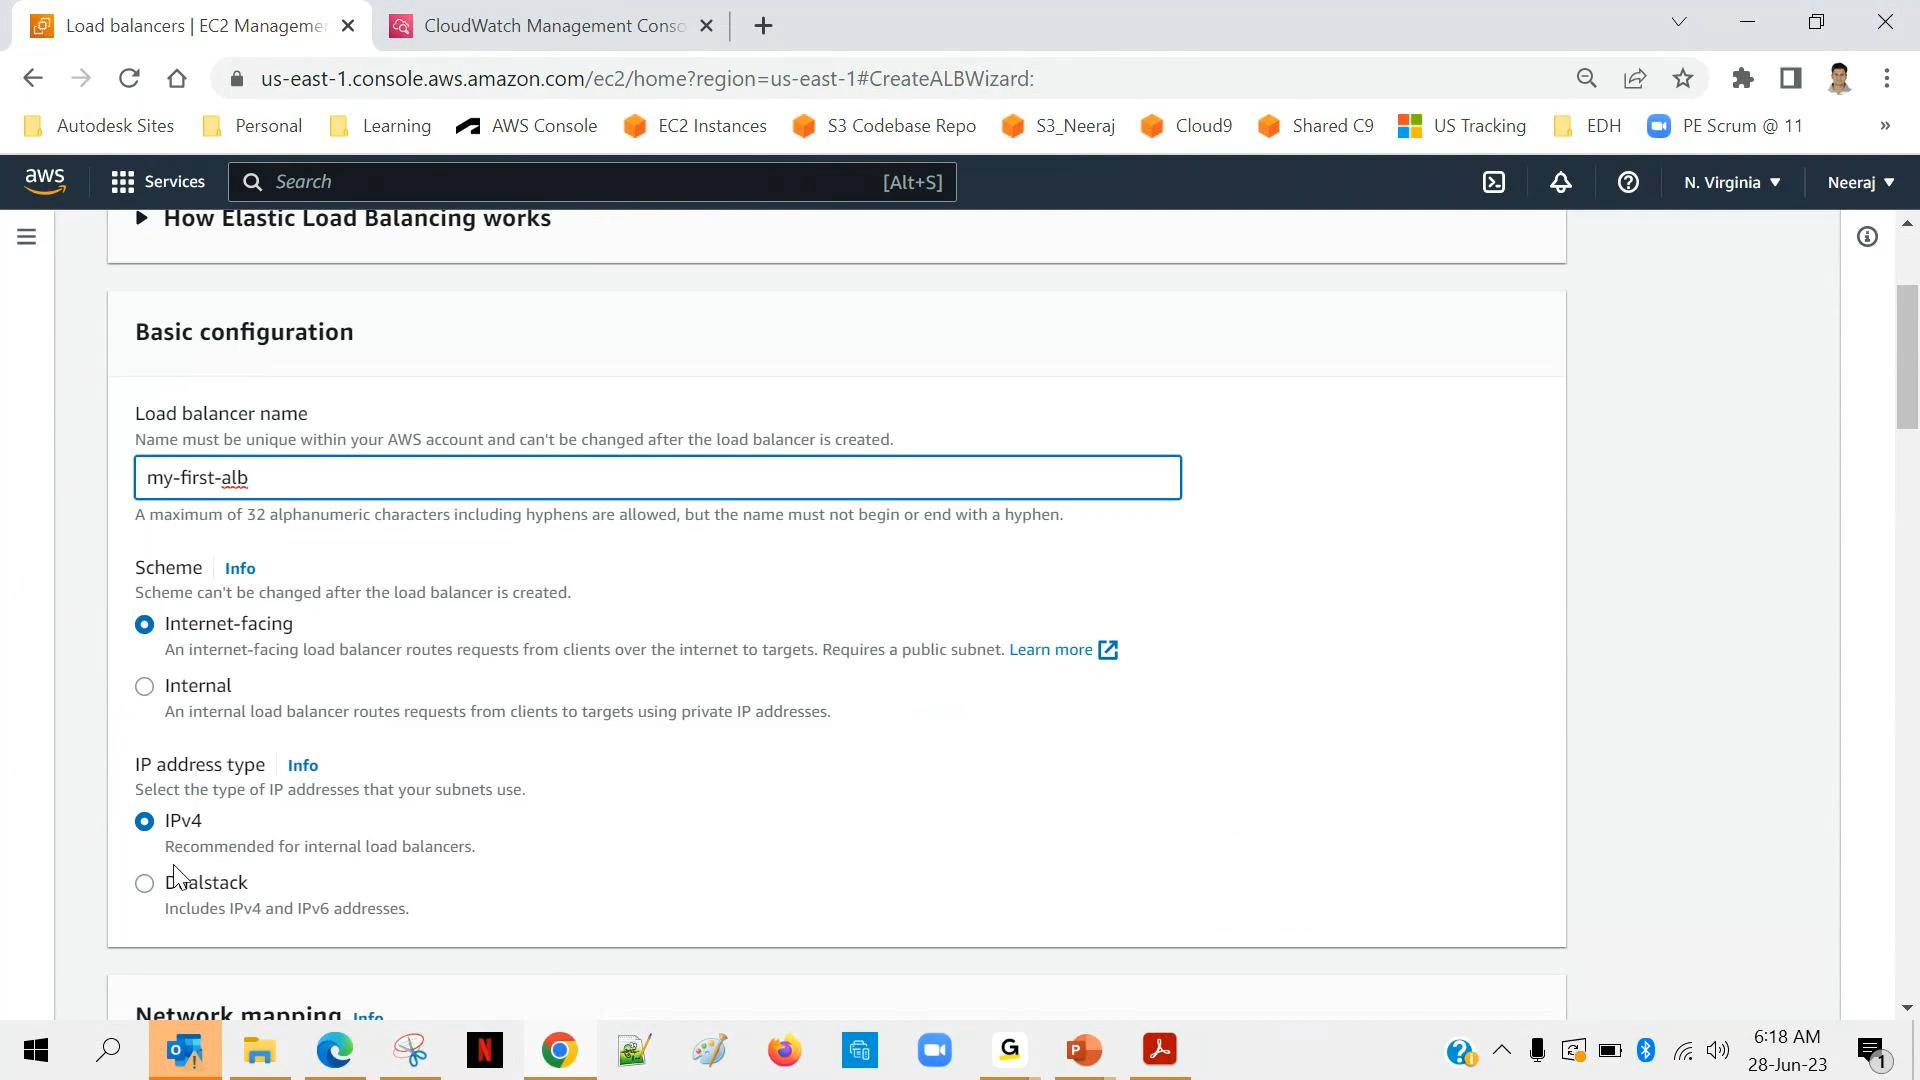 Load balancers | EC2 Manageme
CloudWatch Management Conso
us-east-1.console.aws.amazon.com/ec2/home?region=us-east-1#CreateALBWizard:
Autodesk Sites
Personal
Learning
AWS Console
EC2 Instances
S3 Codebase Repo
S3_Neeraj
Cloud9
Shared C9
US Tracking
EDH
PE Scrum @ 11
»
aws
Services
Search
[Alt+S]
N. Virginia
Neeraj
How Elastic Load Balancing works
Basic configuration
Load balancer name
Name must be unique within your AWS account and can't be changed after the load balancer is created.
my-first-alb
A maximum of 32 alphanumeric characters including hyphens are allowed, but the name must not begin or end with a hyphen.
Scheme Info
Scheme can't be changed after the load balancer is created.
Internet-facing
An internet-facing load balancer routes requests from clients over the internet to targets. Requires a public subnet. Learn more
Internal
An internal load balancer routes requests from clients to targets using private IP addresses.
IP address type Info
Select the type of IP addresses that your subnets use.
IPv4
Recommended for internal load balancers.
Dualstack
Includes IPv4 and IPv6 addresses.
Network mapping Info
N
G
P
6:18 AM
28-Jun-23
1